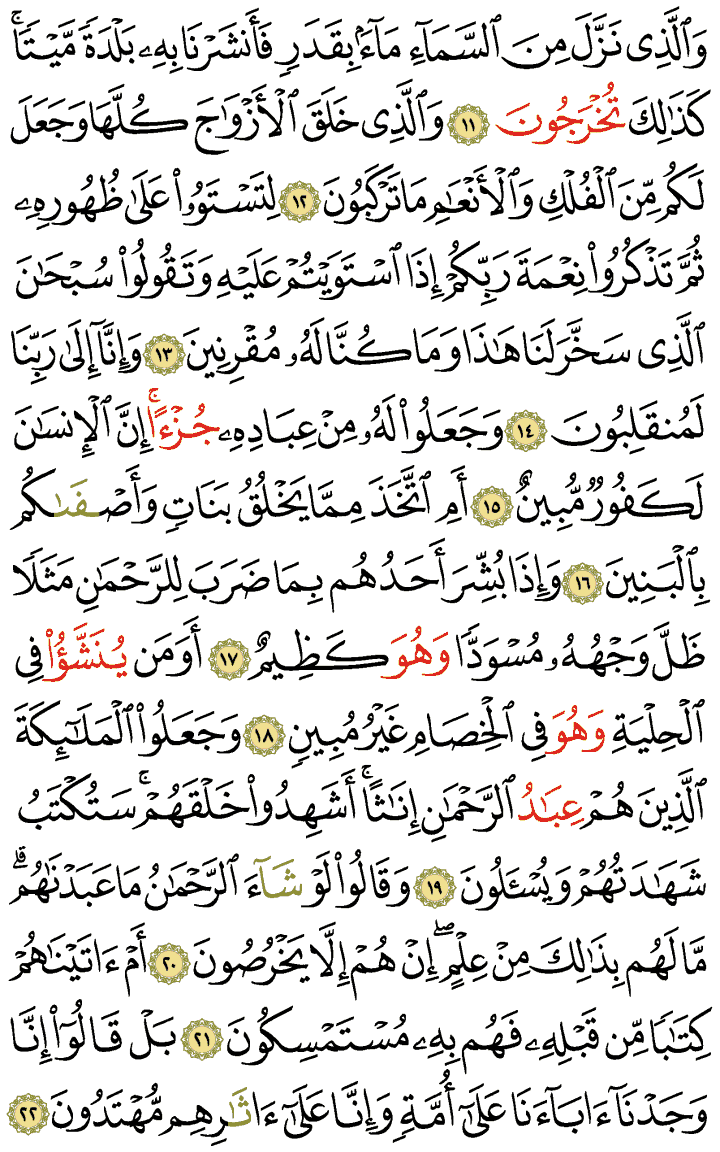 وَٱلَّذِى نَزَّلَ مِنَ ٱلسَّمَآءِ مَآءَۢ بِقَدَرٖ فَأَنشَرۡنَا بِهِۦ بَلۡدَةٗ مَّيۡتٗاۚ
كَذَٰلِكَ تُخۡرَجُونَ ١١ وَٱلَّذِى خَلَقَ ٱلۡأَزۡوَٰجَ كُلَّهَا وَجَعَلَ
لَكُم مِّنَ ٱلۡفُلۡكِ وَٱلۡأَنۡعَٰمِ مَا تَرۡكَبُونَ ١٢ لِتَسۡتَوُۥاْ عَلَىٰ ظُهُورِهِۦ
ثُمَّ تَذۡكُرُواْ نِعۡمَةَ رَبِّكُمۡ إِذَا ٱسۡتَوَيۡتُمۡ عَلَيۡهِ وَتَقُولُواْ سُبۡحَٰنَ
ٱلَّذِى سَخَّرَ لَنَا هَٰذَا وَمَا كُنَّا لَهُۥ مُقۡرِنِينَ ١٣ وَإِنَّآ إِلَىٰ رَبِّنَا
لَمُنقَلِبُونَ ١٤ وَجَعَلُواْ لَهُۥ مِنۡ عِبَادِهِۦ جُزۡءًاۚ إِنَّ ٱلۡإِنسَٰنَ
لَكَفُورٞ مُّبِينٌ ١٥ أَمِ ٱتَّخَذَ مِمَّا يَخۡلُقُ بَنَاتٖ وَأَصۡفَىٰكُم
بِٱلۡبَنِينَ ١٦ وَإِذَا بُشِّرَ أَحَدُهُم بِمَا ضَرَبَ لِلرَّحۡمَٰنِ مَثَلٗا
ظَلَّ وَجۡهُهُۥ مُسۡوَدّٗا وَهُوَ كَظِيمٌ ١٧ أَوَمَن يُنَشَّؤُاْ فِى
ٱلۡحِلۡيَةِ وَهُوَ فِى ٱلۡخِصَامِ غَيۡرُ مُبِينٖ ١٨ وَجَعَلُواْ ٱلۡمَلَٰٓئِكَةَ
ٱلَّذِينَ هُمۡ عِبَٰدُ ٱلرَّحۡمَٰنِ إِنَٰثًاۚ أَشَهِدُواْ خَلۡقَهُمۡۚ سَتُكۡتَبُ
شَهَٰدَتُهُمۡ وَيُسۡـَٔلُونَ ١٩ وَقَالُواْ لَوۡ شَآءَ ٱلرَّحۡمَٰنُ مَا عَبَدۡنَٰهُمۗ
مَّا لَهُم بِذَٰلِكَ مِنۡ عِلۡمٍۖ إِنۡ هُمۡ إِلَّا يَخۡرُصُونَ ٢٠ أَمۡ ءَاتَيۡنَٰهُمۡ
كِتَٰبٗا مِّن قَبۡلِهِۦ فَهُم بِهِۦ مُسۡتَمۡسِكُونَ ٢١ بَلۡ قَالُوٓاْ إِنَّا
وَجَدۡنَآ ءَابَآءَنَا عَلَىٰٓ أُمَّةٖ وَإِنَّا عَلَىٰٓ ءَاثَٰرِهِم مُّهۡتَدُونَ ٢٢